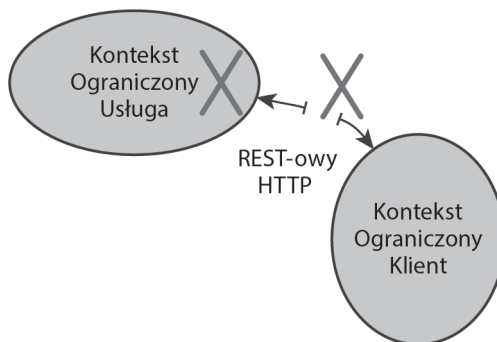 Kontekst
Ograniczony
Usługa
REST-owy
HTTP
Kontekst
Ograniczony
Klient